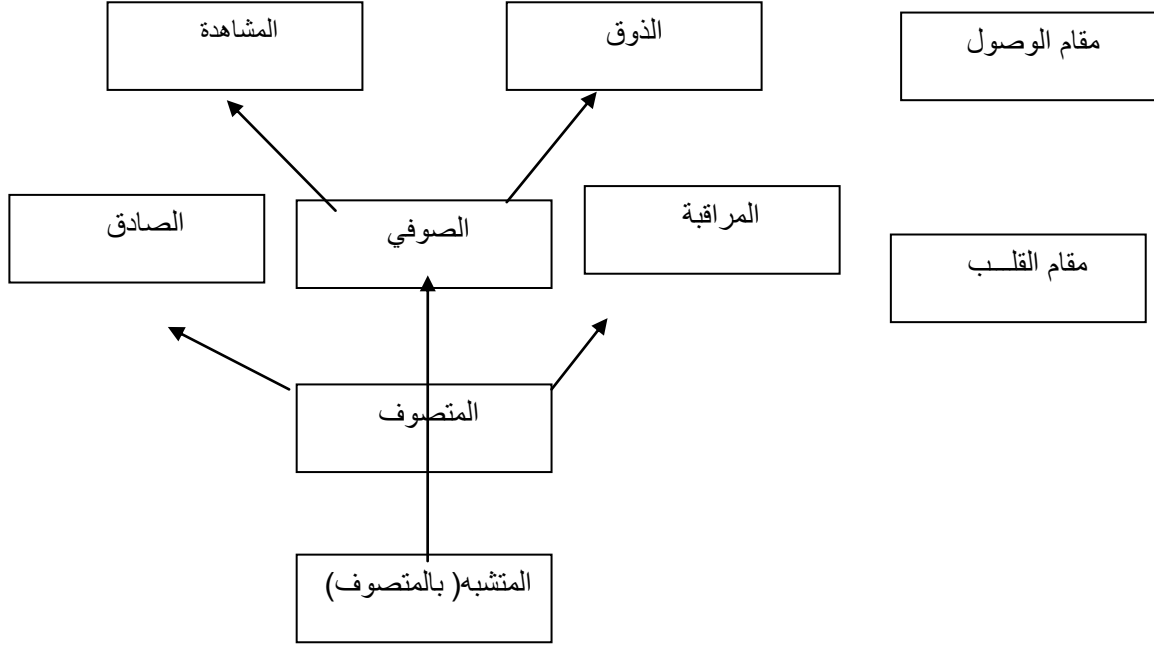 مقام الوصول
الذوق
المشاهدة
مقام القلـــب
المراقبة
الصوفي
الصادق
المتصوف
المتشبه( بالمتصوف)